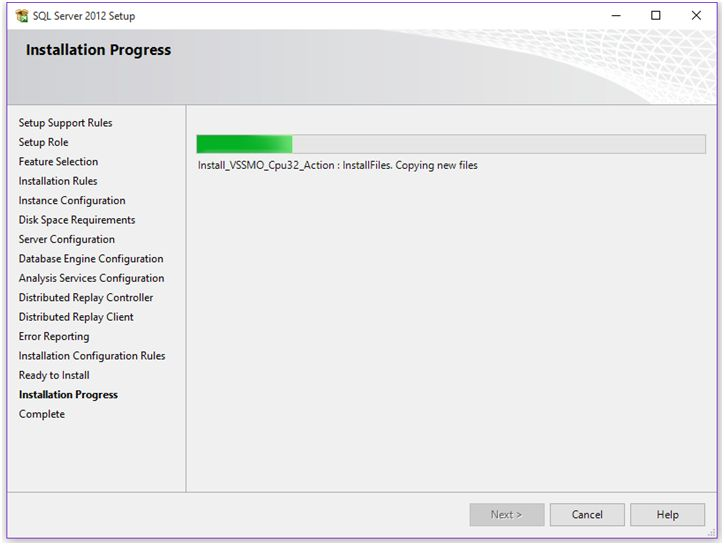 SQL Server 2012 Setup
Installation Progress
Setup Support Rules
Setup Role
Feature Selection
Installation Rules
Instance Configuration
Disk Space Requirements
Server Configuration
Database Engine Configuration
Analysis Services Configuration
Distributed Replay Controller
Distributed Replay Client
Error Reporting
Installation Configuration Rules
Ready to Install
Installation Progress
Complete
Install_VSSMO_Cpu32_Action : InstallFiles. Copying new files
Next >
Cancel
Help